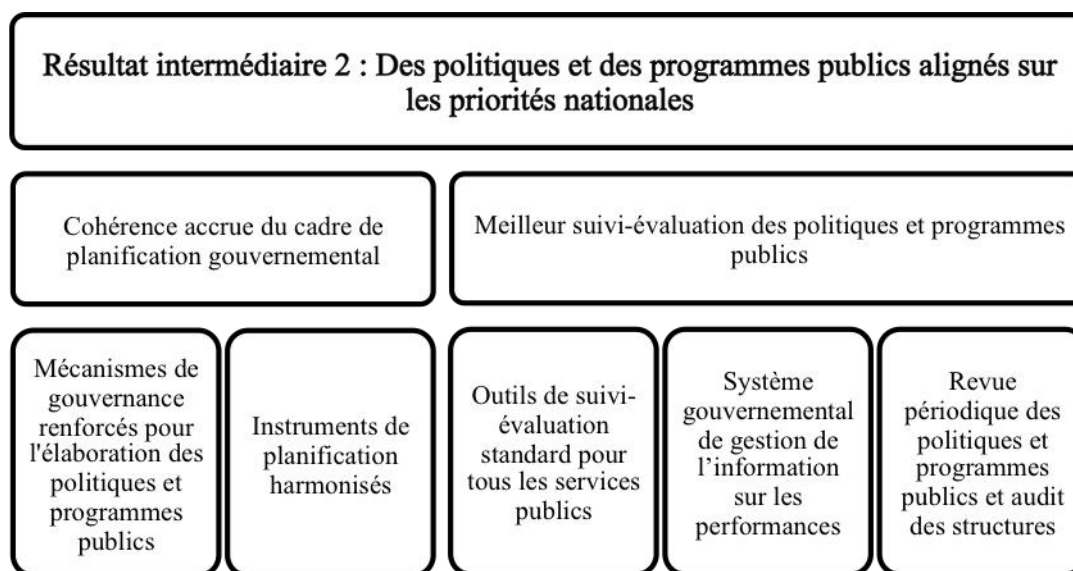 Résultat intermédiaire 2 : Des politiques et des programmes publics alignés sur
les priorités nationales
Cohérence accrue du cadre de
planification gouvernemental
Meilleur suivi-évaluation des politiques et programmes
publics
Mécanismes de
gouvernance
renforcés pour
l'élaboration des
politiques et
programmes
publics
Instruments de
planification
harmonisés
Outils de suivi-
évaluation
standard pour
tous les services
publics
Système
gouvernemental
de gestion de
l’information
sur les
performances
Revue
périodique des
politiques et
programmes
publics et audit
des structures